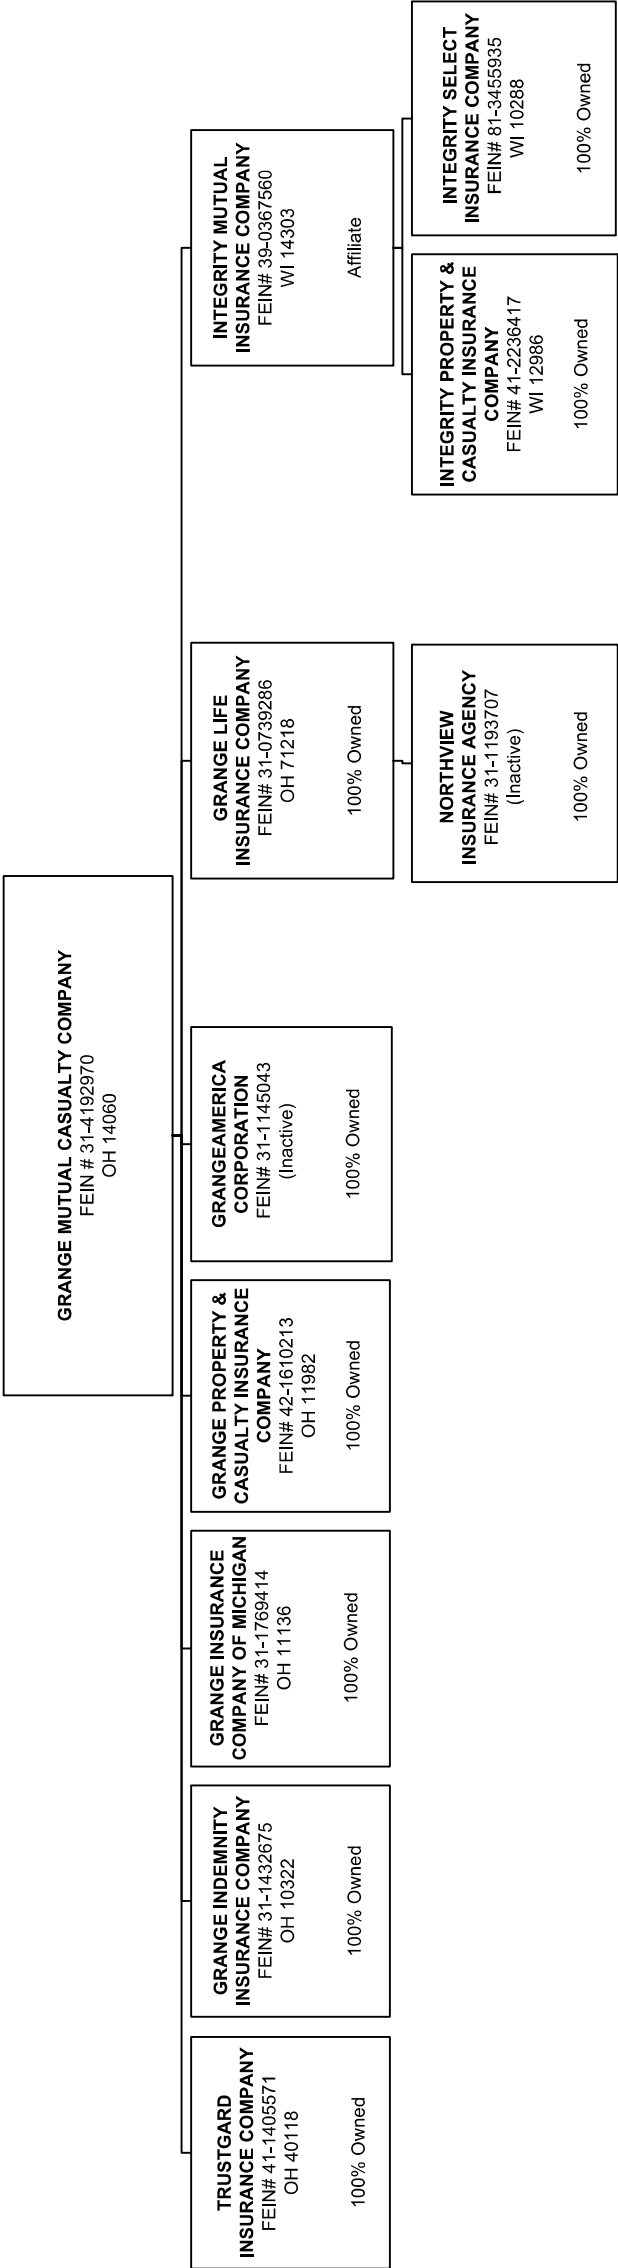 GRANGE MUTUAL CASUALTY COMPANY
FEIN # 31-4192970
OH 14060
TRUSTGARD
INSURANCE COMPANY
FEIN# 41-1405571
OH 40118
100% Owned
GRANGE INDEMNITY
INSURANCE COMPANY
FEIN# 31-1432675
OH 10322
100% Owned
GRANGE INSURANCE
COMPANY OF MICHIGAN
FEIN# 31-1769414
OH 11136
100% Owned
GRANGE PROPERTY &
CASUALTY INSURANCE
COMPANY
FEIN# 42-1610213
OH 11982
100% Owned
GRANGEAMERICA
CORPORATION
FEIN# 31-1145043
(Inactive)
100% Owned
GRANGE LIFE
INSURANCE COMPANY
FEIN# 31-0739286
OH 71218
100% Owned
INTEGRITY MUTUAL
INSURANCE COMPANY
FEIN# 39-0367560
WI 14303
Affiliate
NORTHVIEW
INSURANCE AGENCY
FEIN# 31-1193707
(Inactive)
100% Owned
INTEGRITY PROPERTY &
CASUALTY INSURANCE
COMPANY
FEIN# 41-2236417
WI 12986
100% Owned
INTEGRITY SELECT
INSURANCE COMPANY
FEIN# 81-3455935
WI 10288
100% Owned